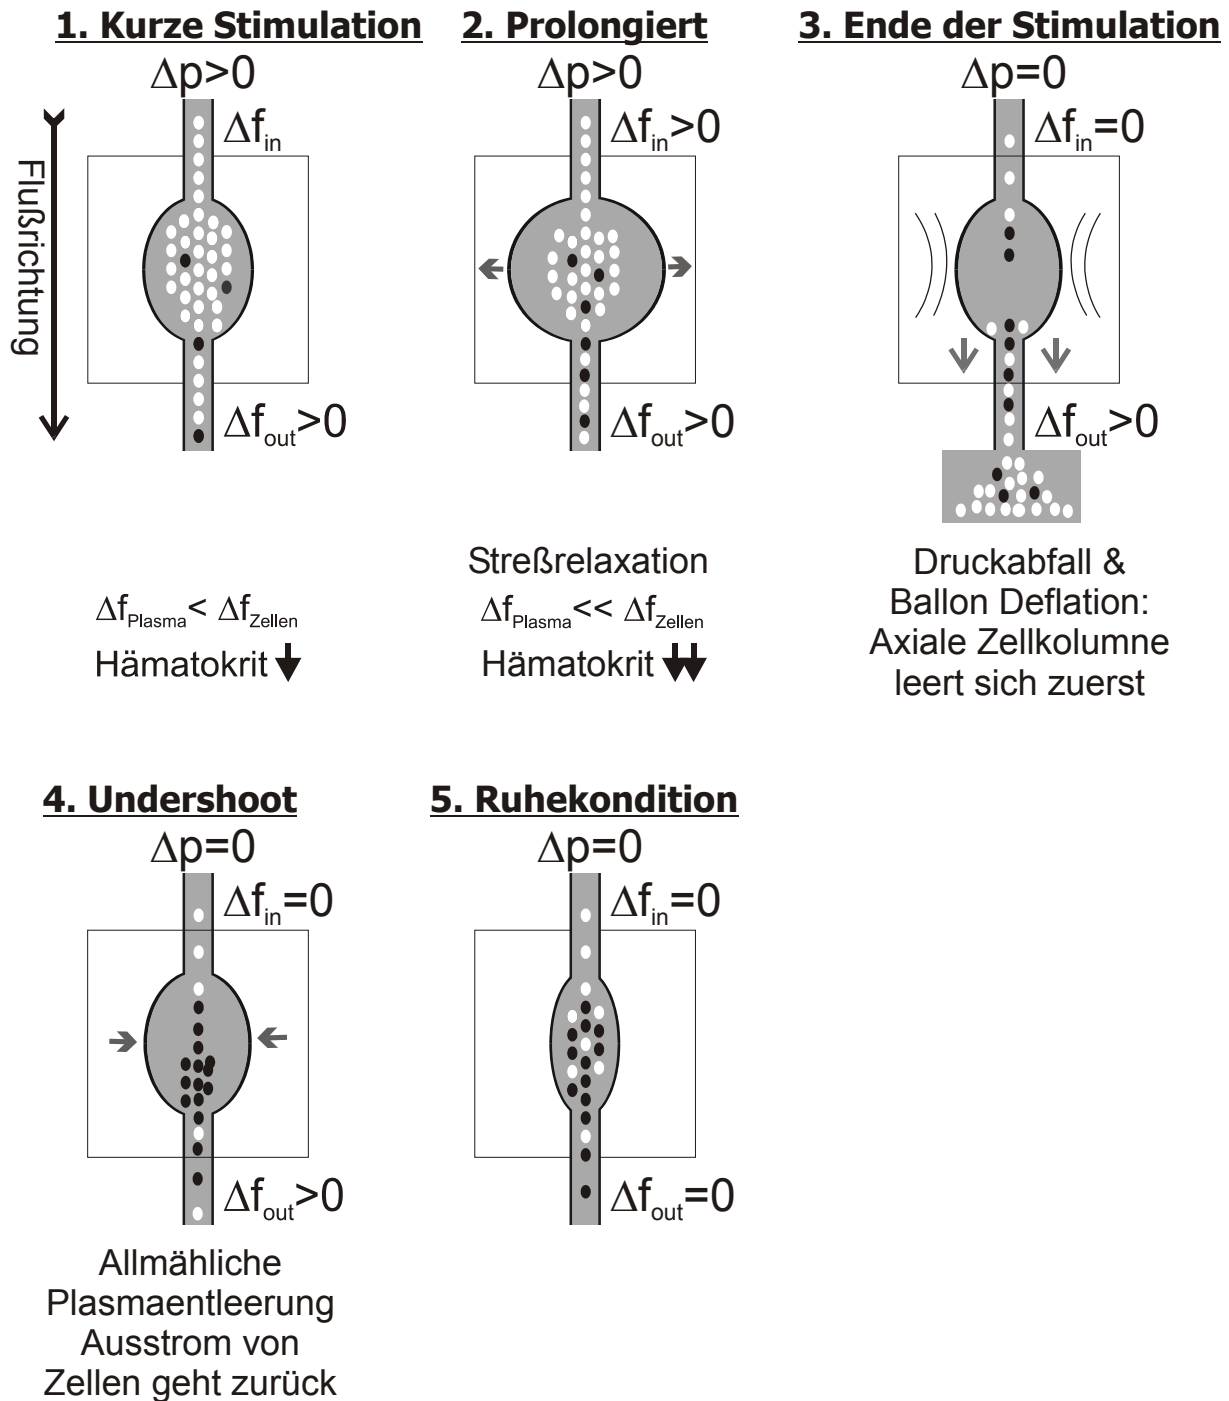 1. Kurze Stimulation
Δp>0
Δf_in
Flußrichtung
Δf_out>0
Δf_Plasma < Δf_Zellen
Hämatokrit
2. Prolongiert
Δp>0
Δf_in>0
Δf_out>0
Streßrelaxation
Δf_Plasma << Δf_Zellen
Hämatokrit
3. Ende der Stimulation
Δp=0
Δf_in=0
Δf_out>0
Druckabfall &
Ballon Deflation:
Axiale Zellkolumne
leert sich zuerst
4. Undershoot
Δp=0
Δf_in=0
Δf_out>0
Allmähliche
Plasmaentleerung
Ausstrom von
Zellen geht zurück
5. Ruhekondition
Δp=0
Δf_in=0
Δf_out=0